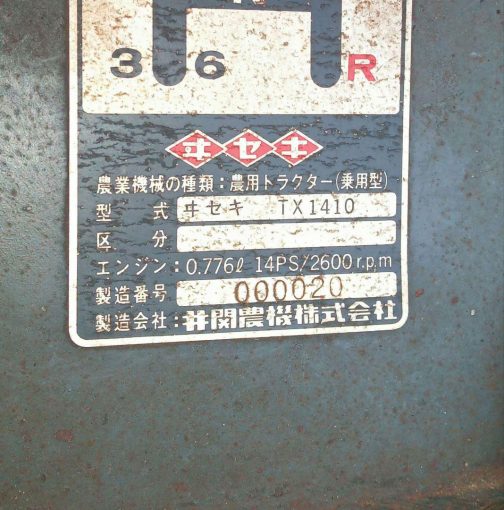 3 6 R
ヰセキ
農業機械の種類:農用トラクター(乗用型)
型 式 ヰセキ TX1410
区 分
エンジン:0.776ℓ 14PS/2600r.p.m
製造番号 000020
製造会社:井関農機株式会社